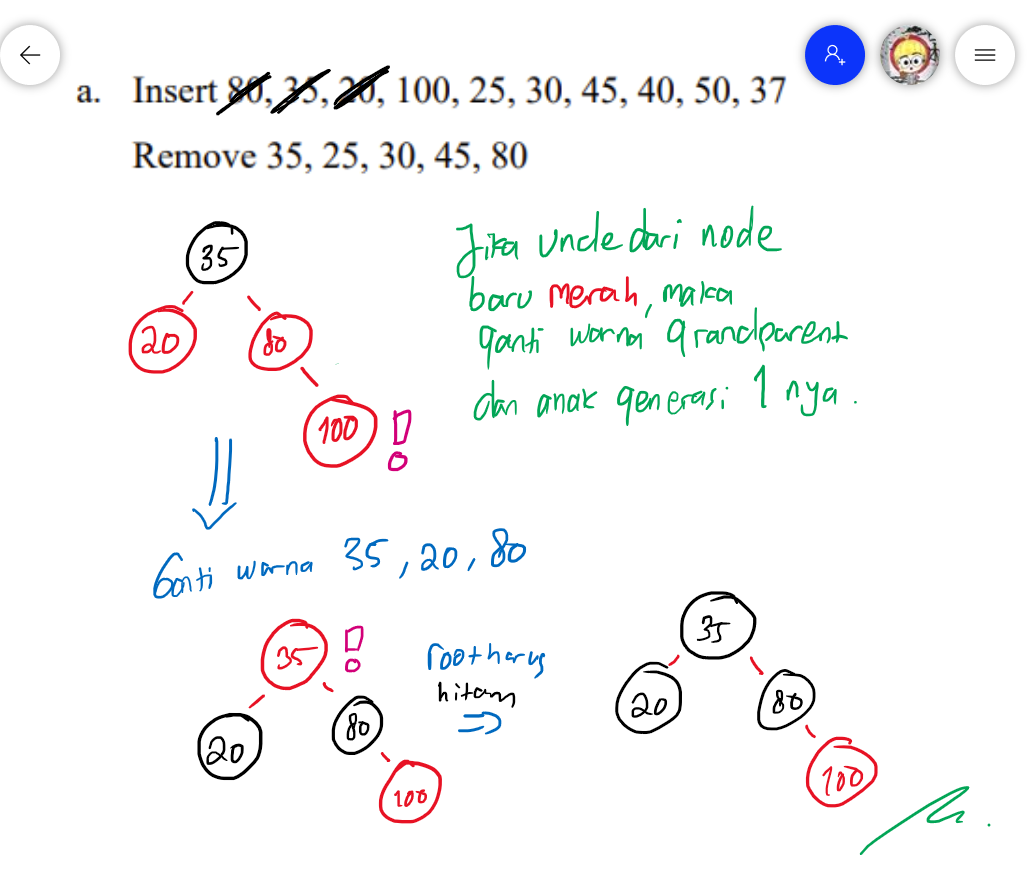 a. Insert 80, 35, 20, 100, 25, 30, 45, 40, 50, 37
Remove 35, 25, 30, 45, 80
35
20 80
100 !
Jika uncle dari node
baru merah, maka
ganti warna grandparent
dan anak generasi 1 nya.
Ganti warna 35, 20, 80
35 !
20 80
100
root harus
hitam
35
20 80
100